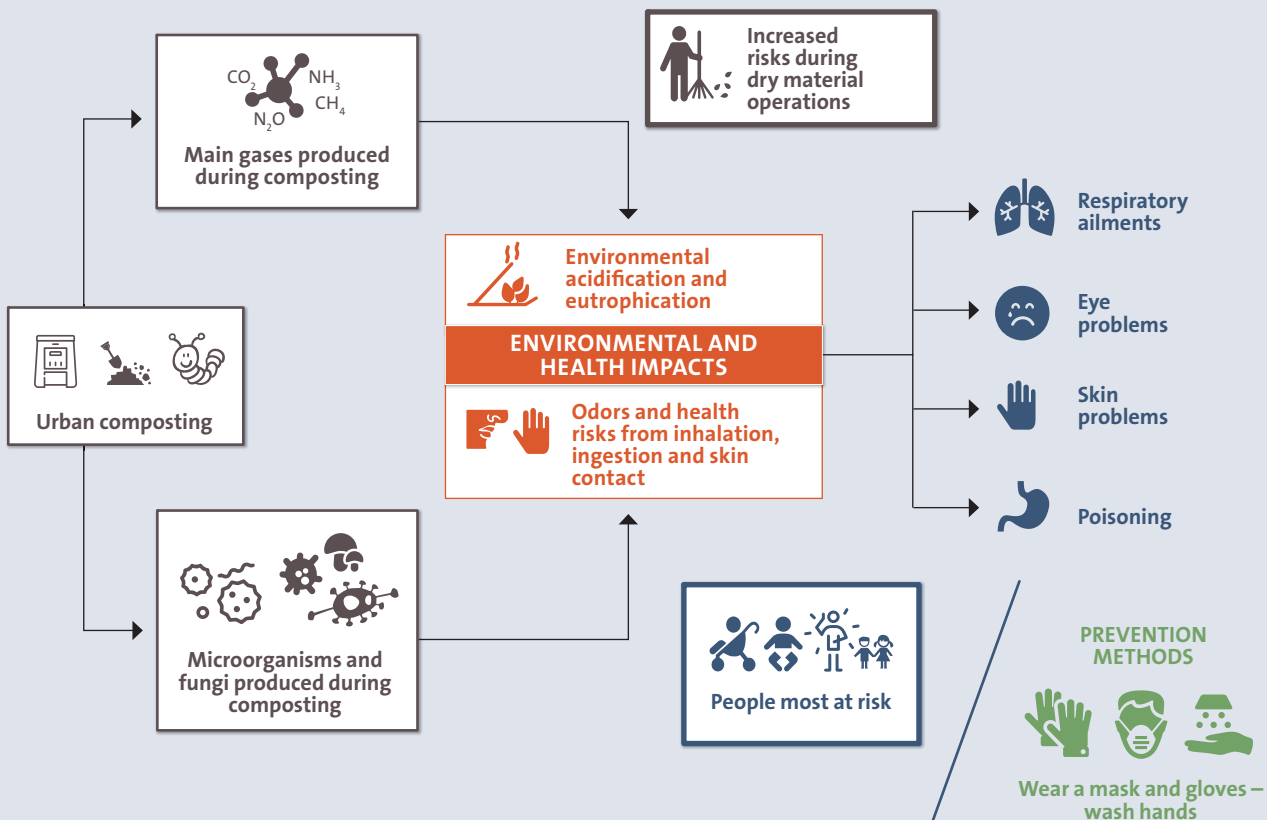 CO₂
NH₃
CH₄
N₂O
Main gases produced
during composting
Increased
risks during
dry material
operations
Urban composting
Environmental
acidification and
eutrophication
ENVIRONMENTAL AND
HEALTH IMPACTS
Odors and health
risks from inhalation,
ingestion and skin
contact
Respiratory
ailments
Eye
problems
Skin
problems
Poisoning
Microorganisms and
fungi produced during
composting
People most at risk
PREVENTION
METHODS
Wear a mask and gloves –
wash hands